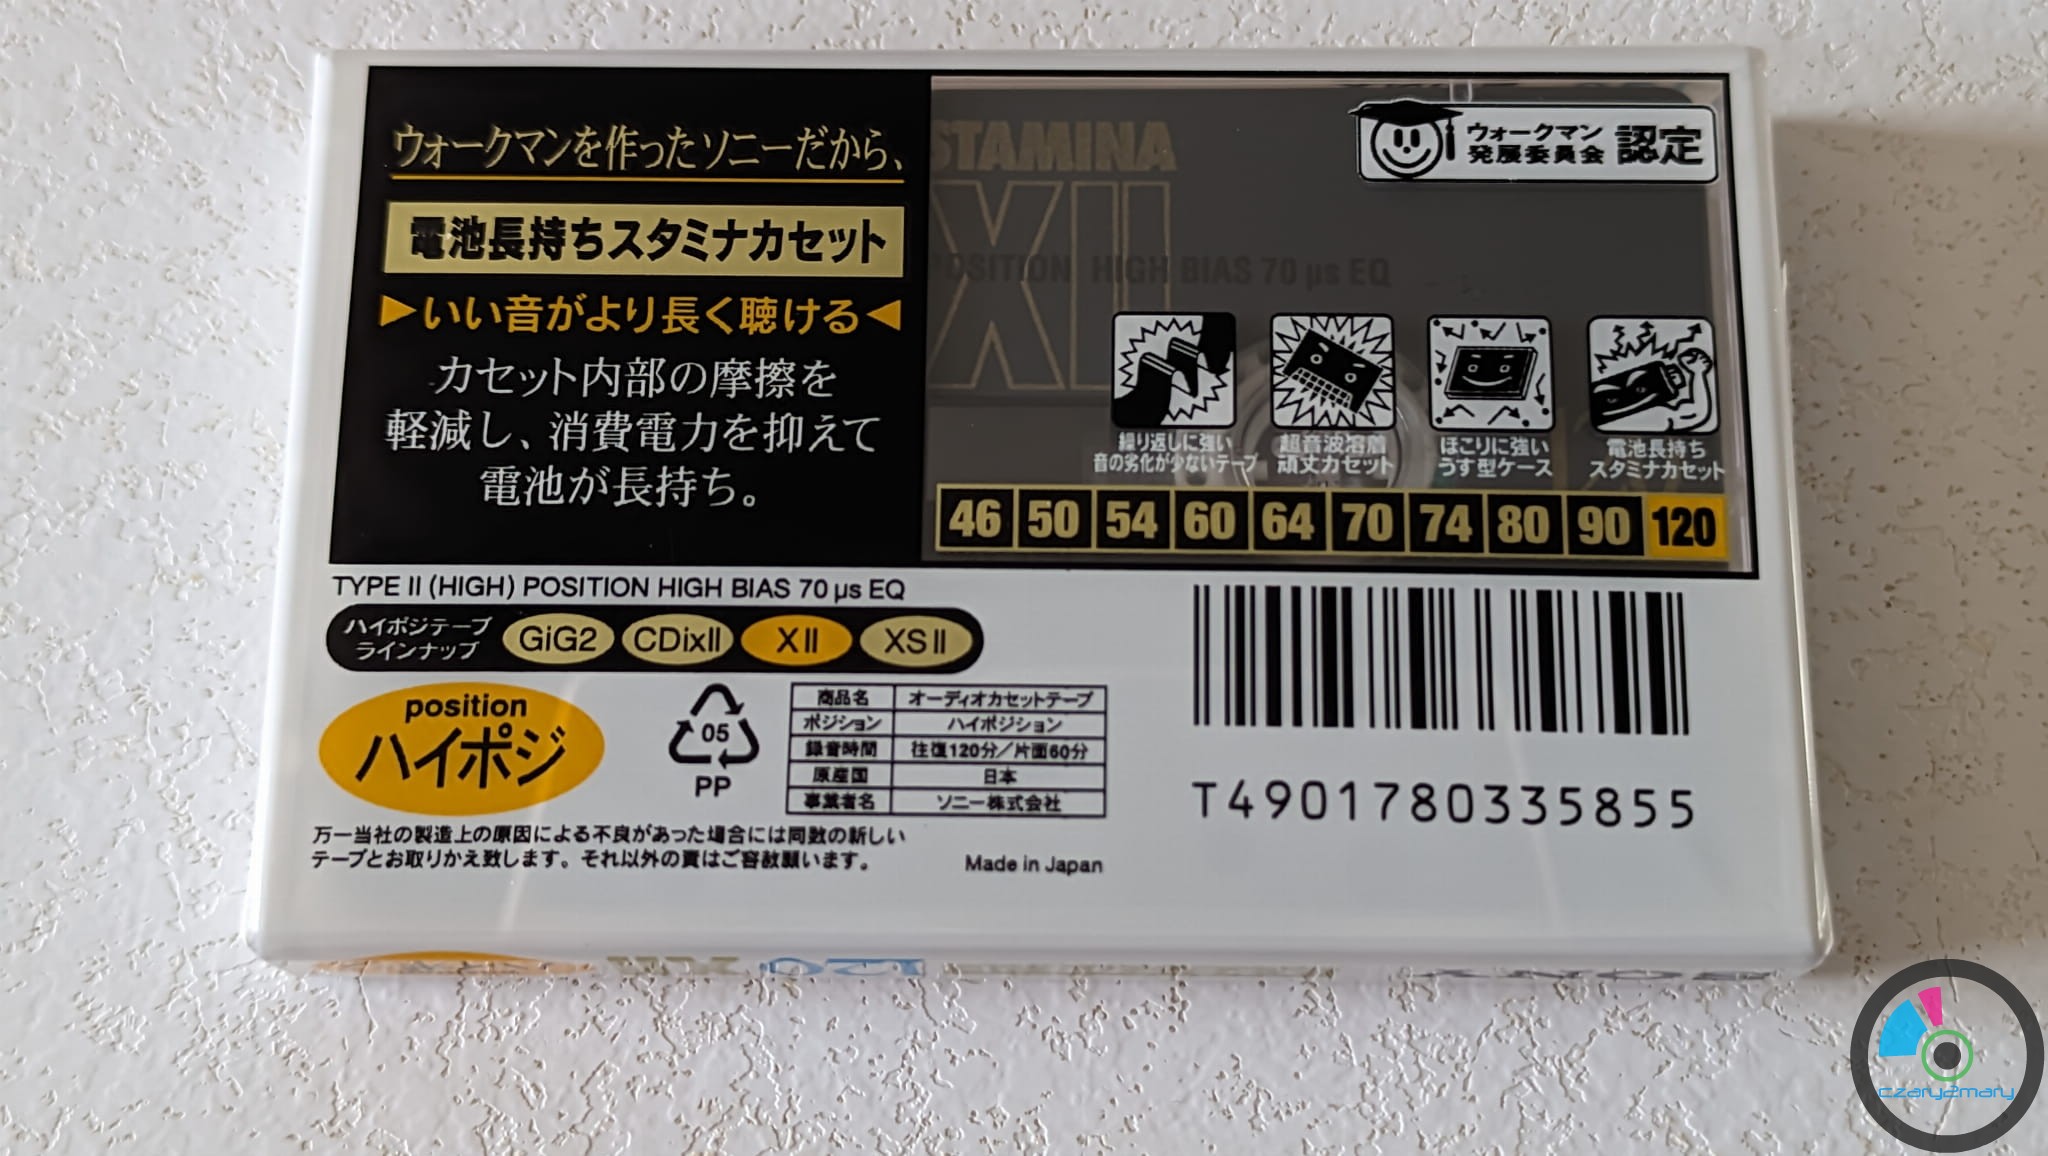 ウォークマンを作ったソニーだから、
電池長持ちスタミナカセット
▶いい音がより長く聴ける◀
カセット内部の摩擦を
軽減し、消費電力を抑えて
電池が長持ち。
STAMINA
XII
POSITION HIGH BIAS 70 μs EQ
ウォークマン
発展委員会
認定
繰り返しに強い
音の劣化が少ないテープ
超音波溶着
頑丈カセット
ほこりに強い
うす型ケース
電池長持ち
スタミナカセット
46 50 54 60 64 70 74 80 90 120
TYPE II (HIGH) POSITION HIGH BIAS 70 μs EQ
ハイポジテープ
ラインナップ
GiG2 CDixII XII XSII
position
ハイポジ
05
PP
商品名 オーディオカセットテープ
ポジション ハイポジション
録音時間 往復120分／片面60分
原産国 日本
事業者名 ソニー株式会社
T4901780335855
万一当社の製造上の原因による不良があった場合には同数の新しい
テープとお取りかえ致します。それ以外の責はご容赦願います。
Made in Japan
120
SONY
czary2mary